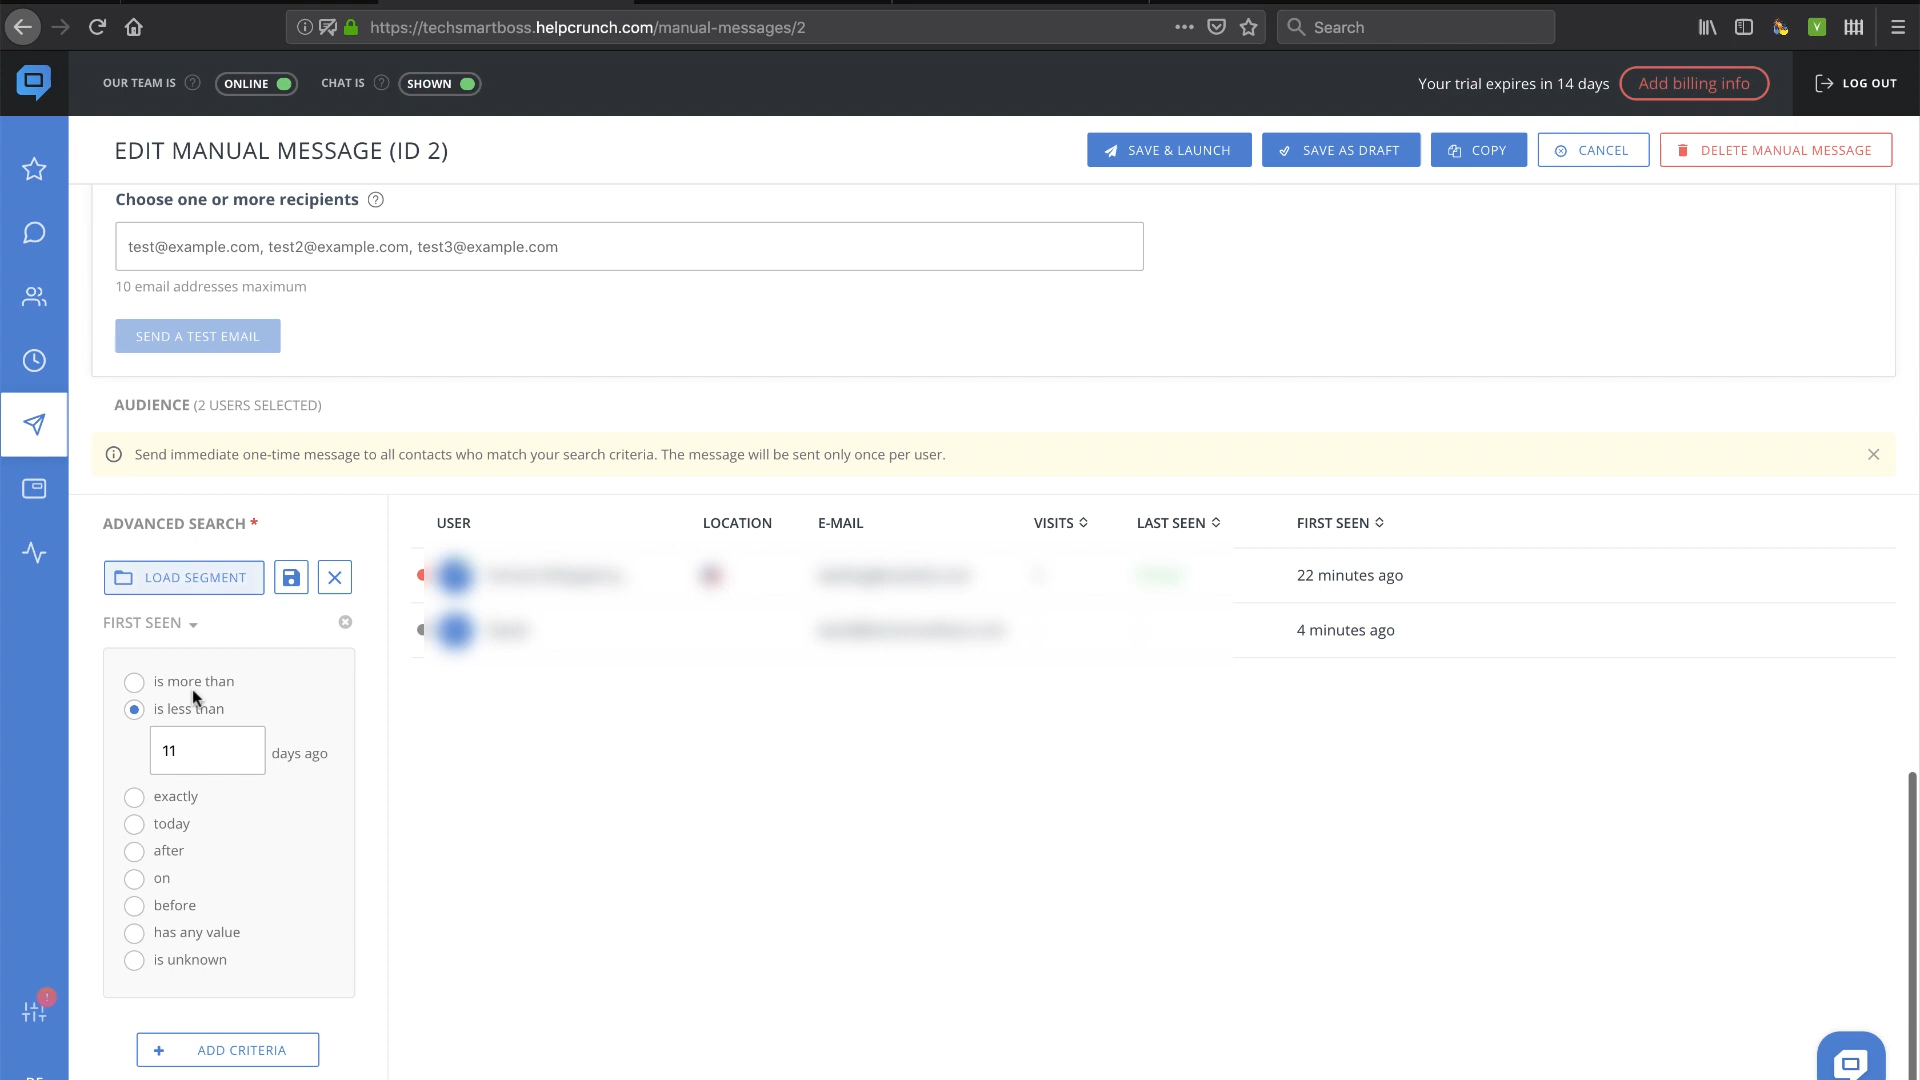 https://techsmartboss.helpcrunch.com/manual-messages/2
Search
OUR TEAM IS ? ONLINE CHAT IS ? SHOWN
Your trial expires in 14 days Add billing info LOG OUT
EDIT MANUAL MESSAGE (ID 2)
SAVE & LAUNCH SAVE AS DRAFT COPY CANCEL DELETE MANUAL MESSAGE
Choose one or more recipients ?
test@example.com, test2@example.com, test3@example.com
10 email addresses maximum
SEND A TEST EMAIL
AUDIENCE (2 USERS SELECTED)
Send immediate one-time message to all contacts who match your search criteria. The message will be sent only once per user.
ADVANCED SEARCH *
USER LOCATION E-MAIL VISITS LAST SEEN FIRST SEEN
LOAD SEGMENT
22 minutes ago
FIRST SEEN
4 minutes ago
is more than
is less than
11 days ago
exactly
today
after
on
before
has any value
is unknown
+ ADD CRITERIA